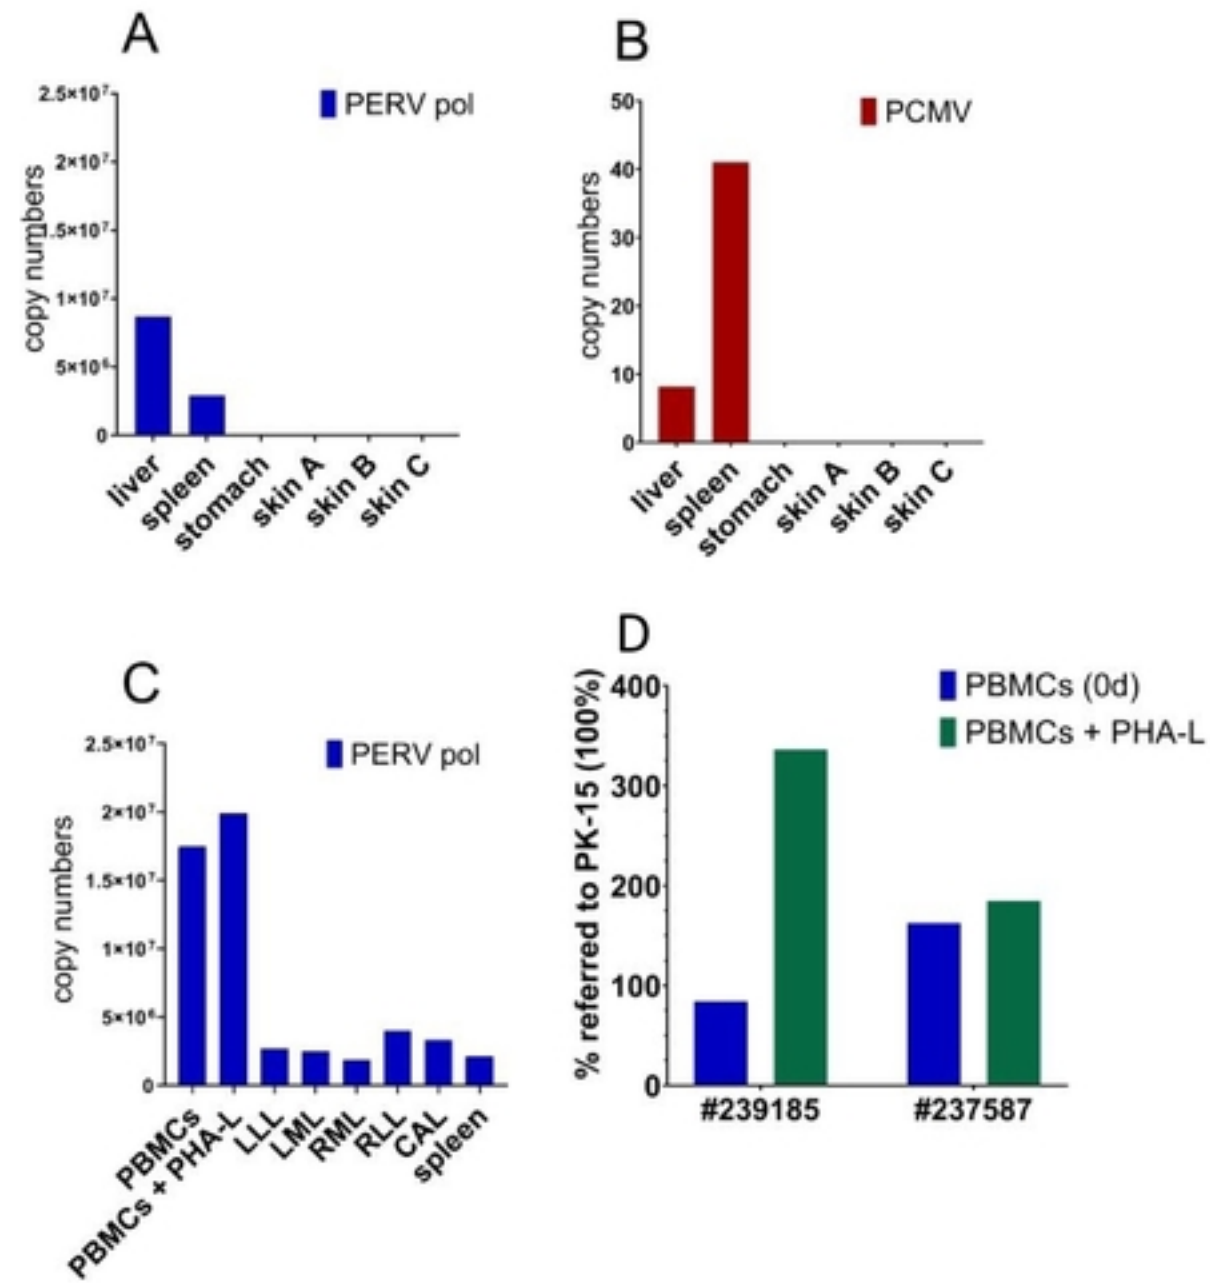 A
PERV pol
copy numbers
2.5×10⁷
2×10⁷
1.5×10⁷
1×10⁷
5×10⁶
0
liver
spleen
stomach
skin A
skin B
skin C
B
PCMV
copy numbers
50
40
30
20
10
0
liver
spleen
stomach
skin A
skin B
skin C
C
PERV pol
copy numbers
2.5×10⁷
2×10⁷
1.5×10⁷
1×10⁷
5×10⁶
0
PBMCs
PBMCs + PHA-L
LLL
LML
RML
RLL
CAL
spleen
D
PBMCs (0d)
PBMCs + PHA-L
% referred to PK-15 (100%)
400
300
200
100
0
#239185
#237587